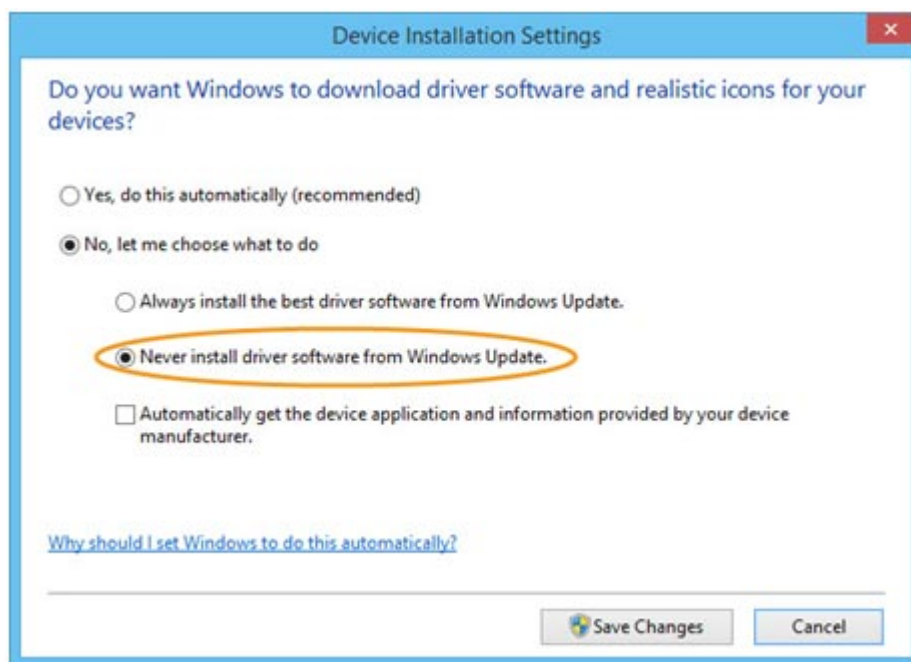 Device Installation Settings
Do you want Windows to download driver software and realistic icons for your
devices?
Yes, do this automatically (recommended)
No, let me choose what to do
Always install the best driver software from Windows Update.
Never install driver software from Windows Update.
Automatically get the device application and information provided by your device
manufacturer.
Why should I set Windows to do this automatically?
Save Changes
Cancel